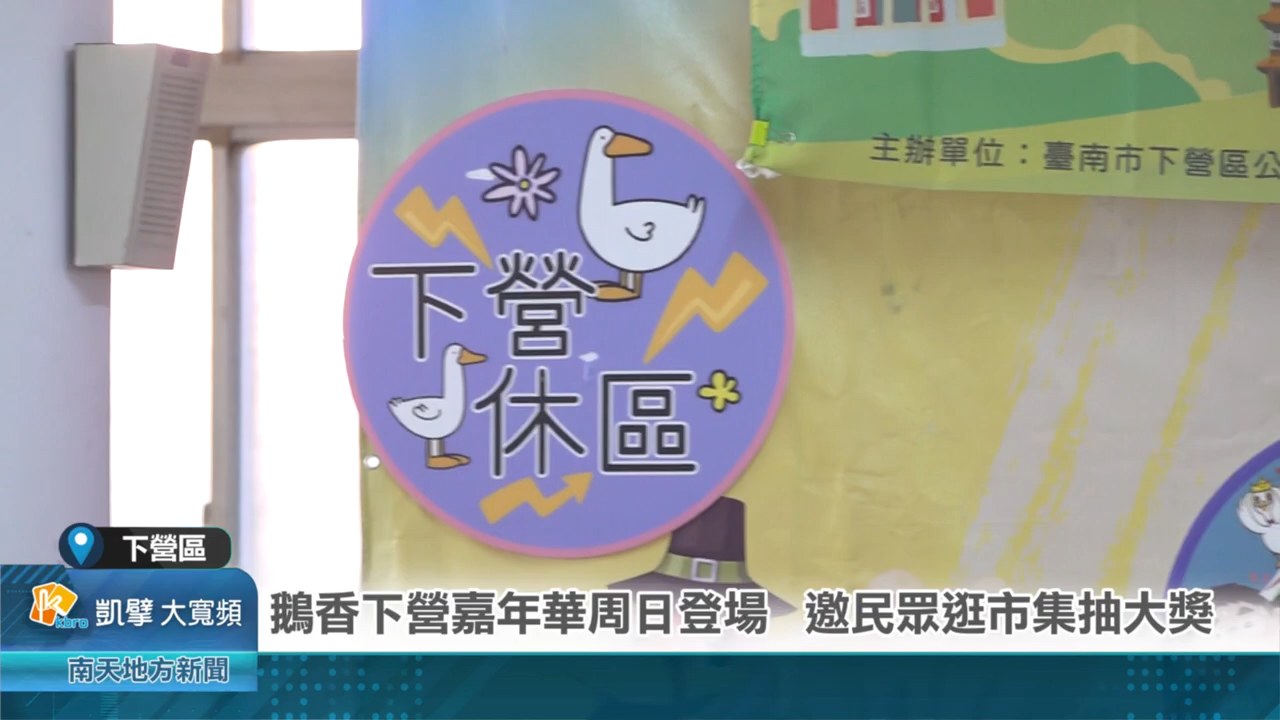 主辦單位：臺南市下營區公
下營
休區
下營區
kbro
凱擘 大寬頻
鵝香下營嘉年華周日登場 邀民眾逛市集抽大獎
南天地方新聞